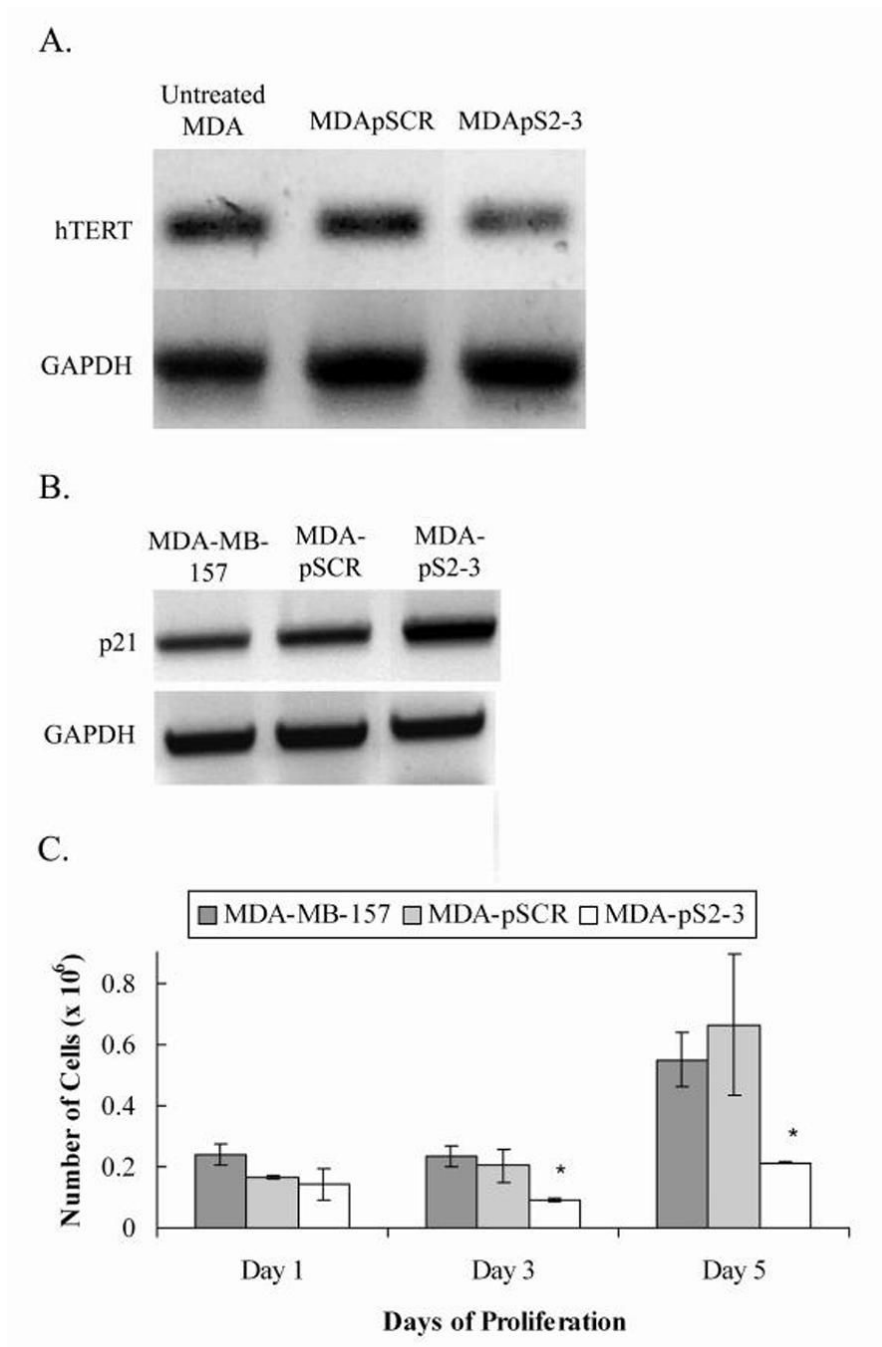 A.
Untreated
MDA
MDApSCR
MDApS2-3
hTERT
GAPDH
B.
MDA-MB-
157
MDA-
pSCR
MDA-
pS2-3
p21
GAPDH
C.
MDA-MB-157 MDA-pSCR MDA-pS2-3
Number of Cells (x 10⁶)
0.8
0.6
0.4
0.2
0
*
*
Day 1 Day 3 Day 5
Days of Proliferation